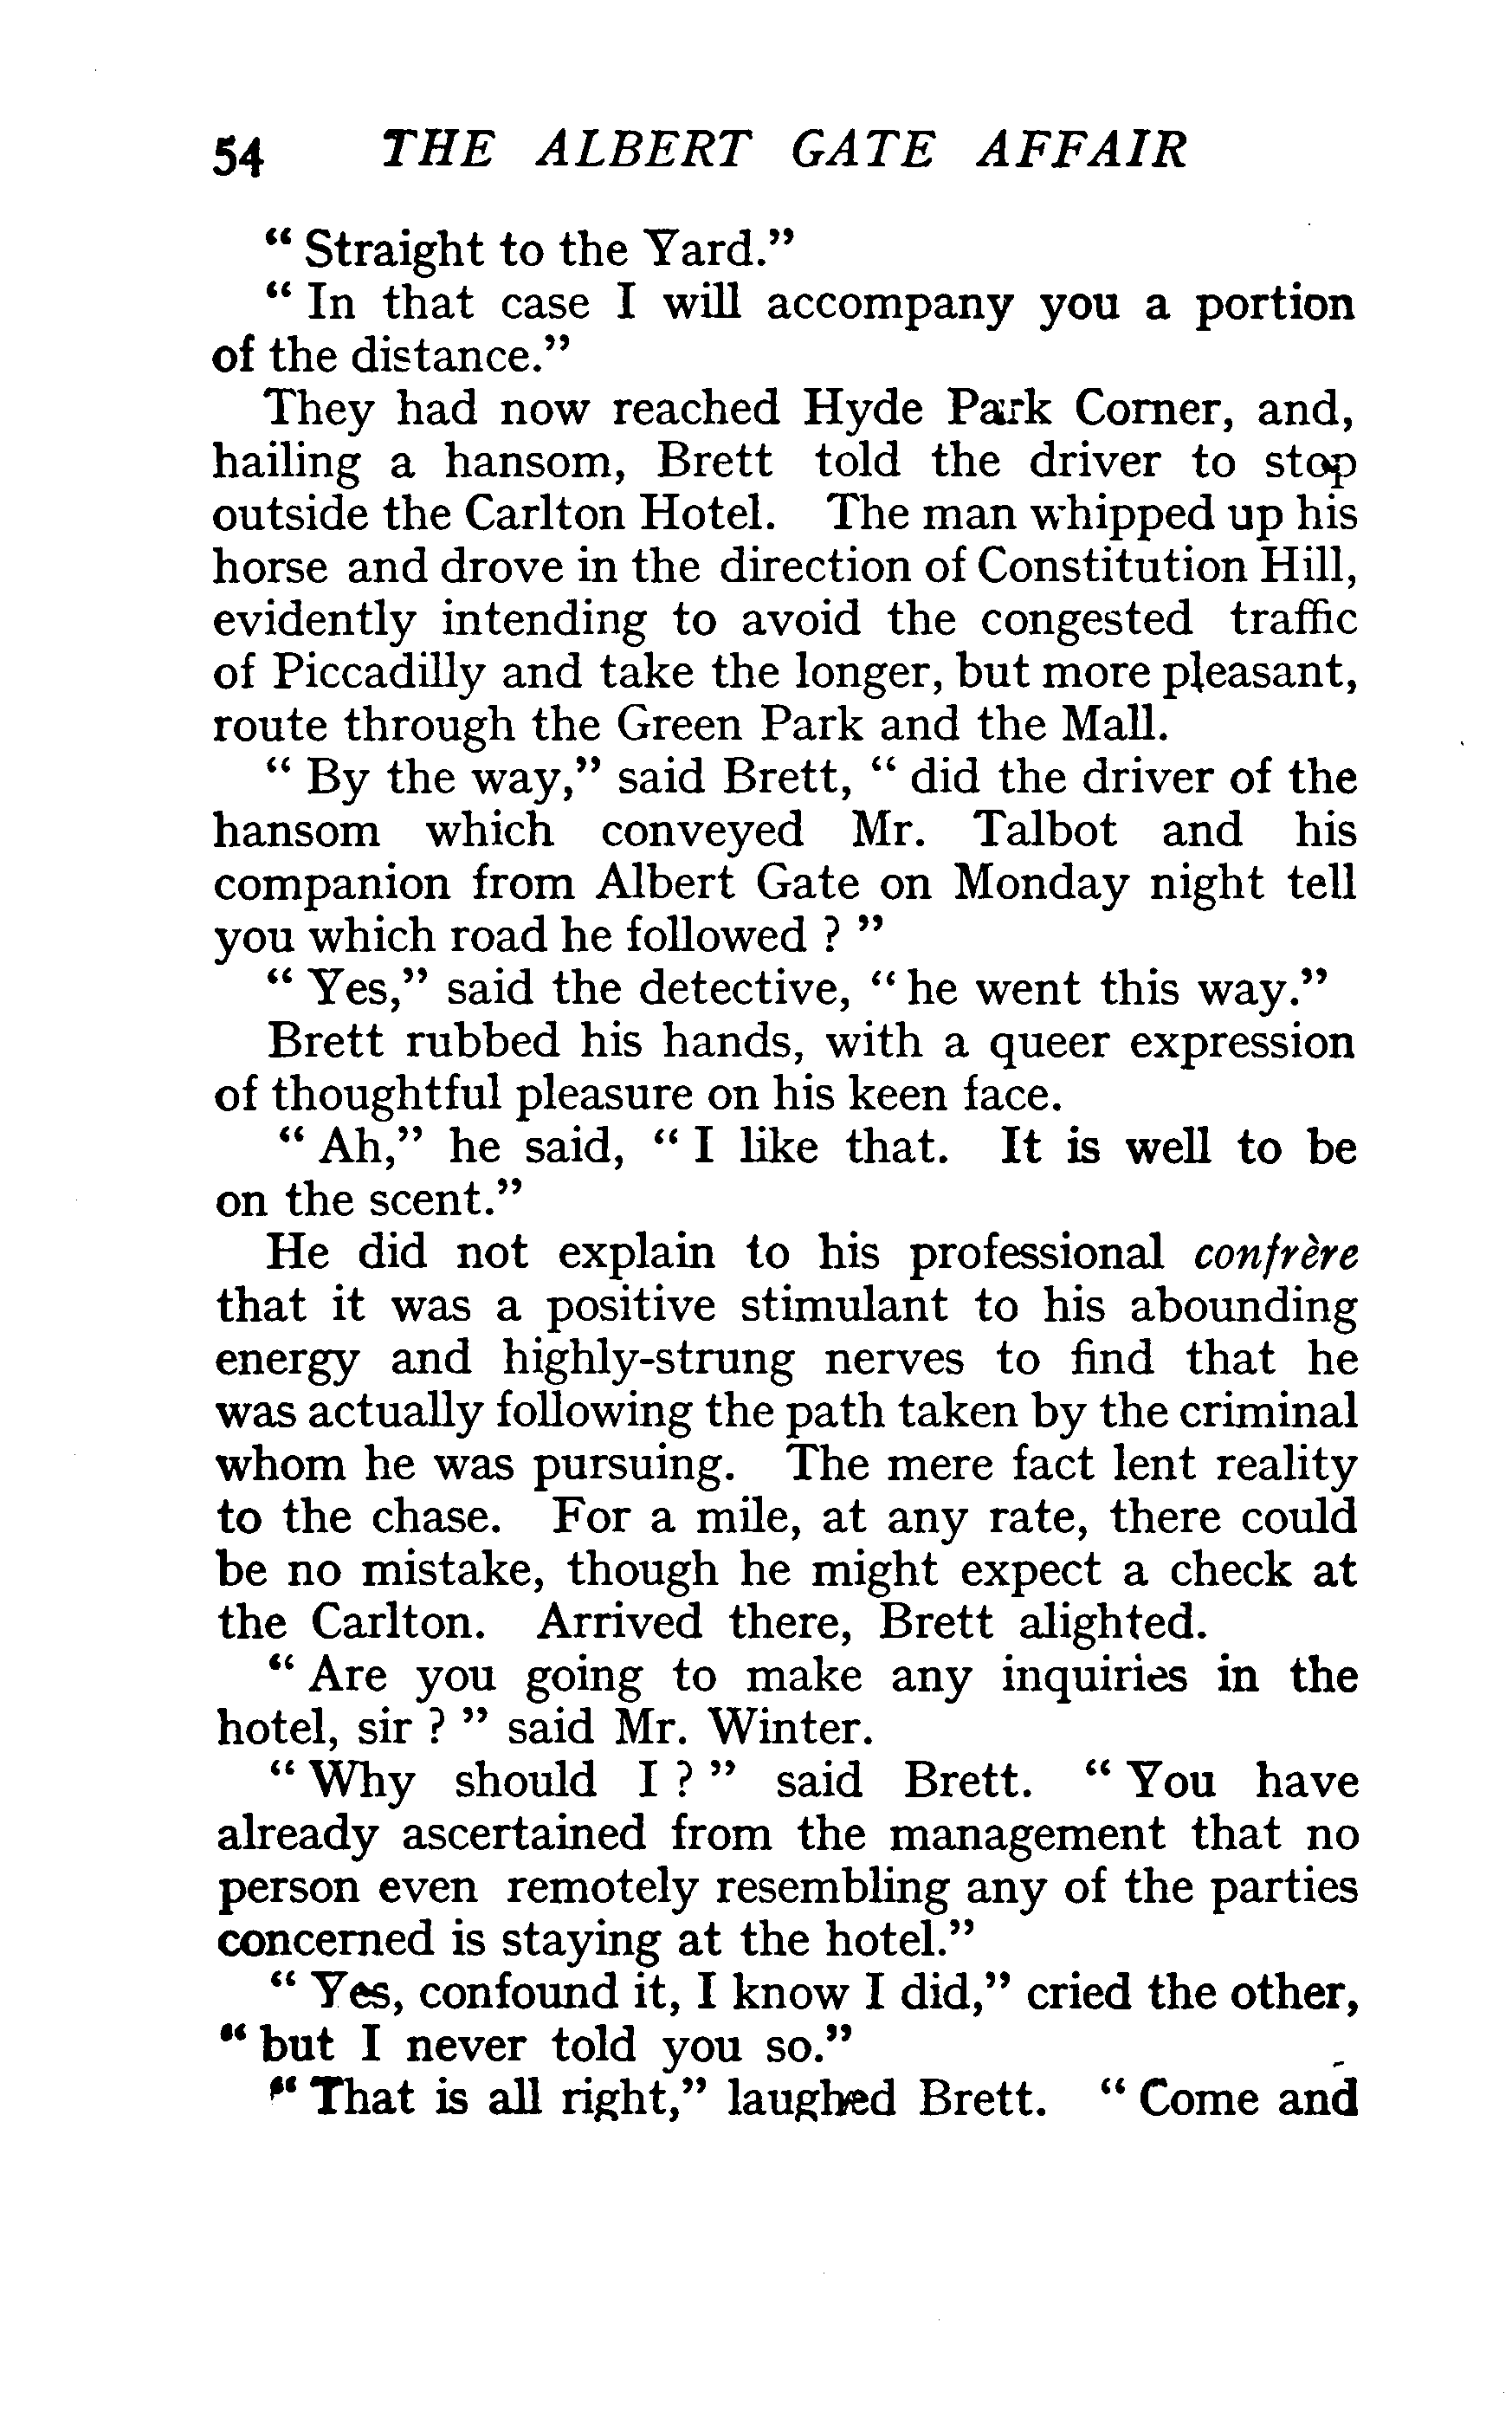 54 THE ALBERT GATE AFFAIR
“ Straight to the Yard.”
“ In that case I will accompany you a portion
of the distance.”
They had now reached Hyde Park Corner, and,
hailing a hansom, Brett told the driver to stop
outside the Carlton Hotel. The man whipped up his
horse and drove in the direction of Constitution Hill,
evidently intending to avoid the congested traffic
of Piccadilly and take the longer, but more pleasant,
route through the Green Park and the Mall.
“ By the way,” said Brett, “ did the driver of the
hansom which conveyed Mr. Talbot and his
companion from Albert Gate on Monday night tell
you which road he followed ? ”
“ Yes,” said the detective, “ he went this way.”
Brett rubbed his hands, with a queer expression
of thoughtful pleasure on his keen face.
“ Ah,” he said, “ I like that. It is well to be
on the scent.”
He did not explain to his professional confrère
that it was a positive stimulant to his abounding
energy and highly-strung nerves to find that he
was actually following the path taken by the criminal
whom he was pursuing. The mere fact lent reality
to the chase. For a mile, at any rate, there could
be no mistake, though he might expect a check at
the Carlton. Arrived there, Brett alighted.
“ Are you going to make any inquiries in the
hotel, sir ? ” said Mr. Winter.
“ Why should I ? ” said Brett. “ You have
already ascertained from the management that no
person even remotely resembling any of the parties
concerned is staying at the hotel.”
“ Yes, confound it, I know I did,” cried the other,
“ but I never told you so.”
“ That is all right,” laughed Brett. “ Come and